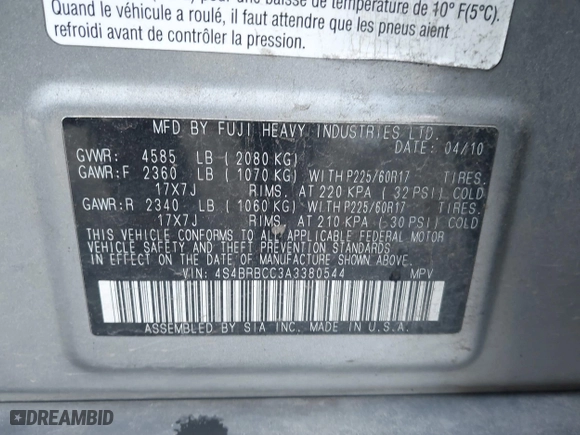 Quand le véhicule a roulé, il faut attendre que les pneus aient
refroidi avant de contrôler la pression.
MFD BY FUJI HEAVY INDUSTRIES LTD.
DATE: 04/10
GVWR: 4585 LB (2080 KG)
GAWR:F 2360 LB (1070 KG) WITH P225/60R17 TIRES.
17X7J RIMS. AT 220 KPA (32 PSI) COLD
GAWR:R 2340 LB (1060 KG) WITH P225/60R17 TIRES.
17X7J RIMS. AT 210 KPA (30 PSI) COLD
THIS VEHICLE CONFORMS TO ALL APPLICABLE FEDERAL MOTOR
VEHICLE SAFETY AND THEFT PREVENTION STANDARDS
IN EFFECT ON THE DATE OF MANUFACTURE SHOWN ABOVE.
VIN: 4S4BRBCC3A3380544 MPV
ASSEMBLED BY SIA INC. MADE IN U.S.A.
DREAMBID